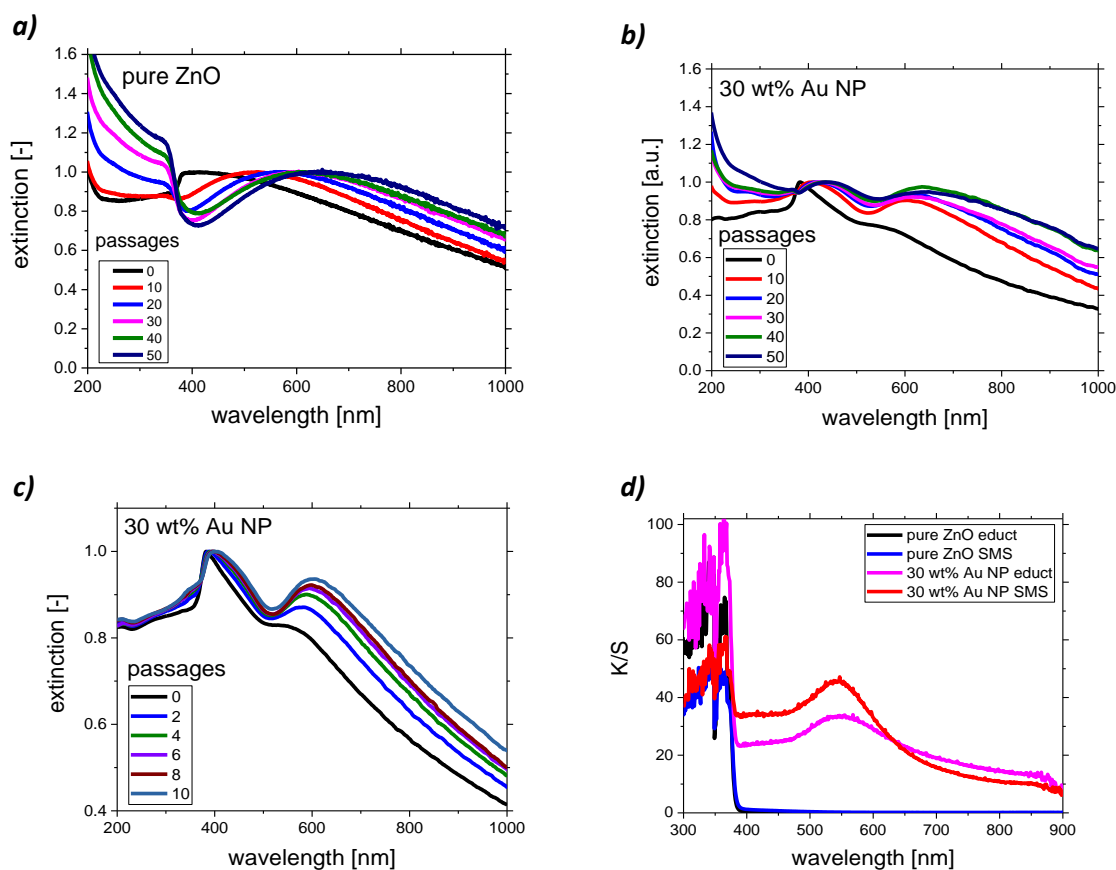 a)
pure ZnO
extinction [-]
1.6
1.4
1.2
1.0
0.8
0.6
0.4
0.2
0.0
passages
0
10
20
30
40
50
200 400 600 800 1000
wavelength [nm]
b)
30 wt% Au NP
extinction [a.u.]
1.6
1.4
1.2
1.0
0.8
0.6
0.4
0.2
0.0
passages
0
10
20
30
40
50
200 400 600 800 1000
wavelength [nm]
c)
30 wt% Au NP
extinction [-]
1.0
0.8
0.6
0.4
passages
0
2
4
6
8
10
200 400 600 800 1000
wavelength [nm]
d)
K/S
100
80
60
40
20
0
pure ZnO educt
pure ZnO SMS
30 wt% Au NP educt
30 wt% Au NP SMS
300 400 500 600 700 800 900
wavelength [nm]